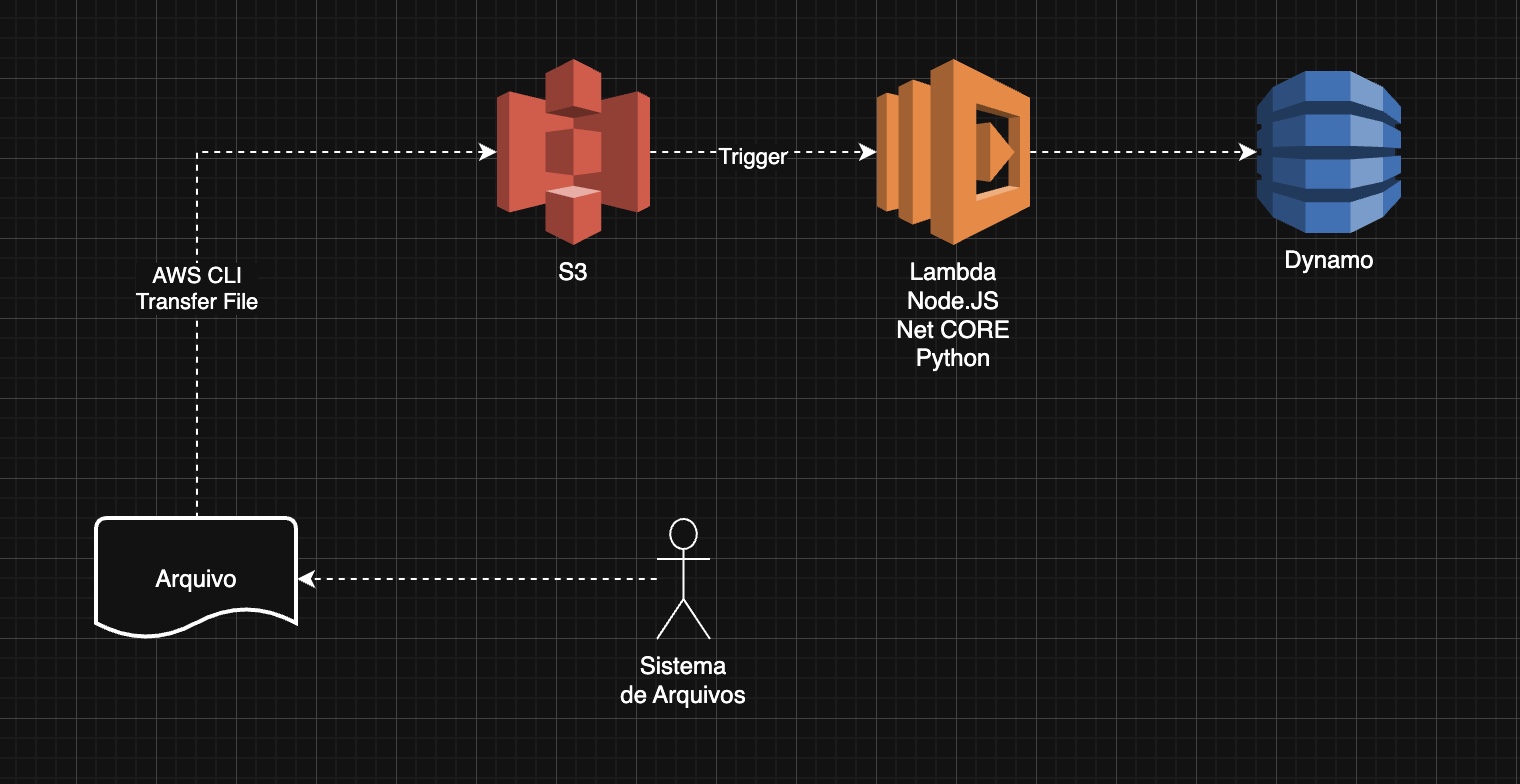 Trigger
S3
Lambda
Node.JS
Net CORE
Python
Dynamo
AWS CLI
Transfer File
Arquivo
Sistema
de Arquivos